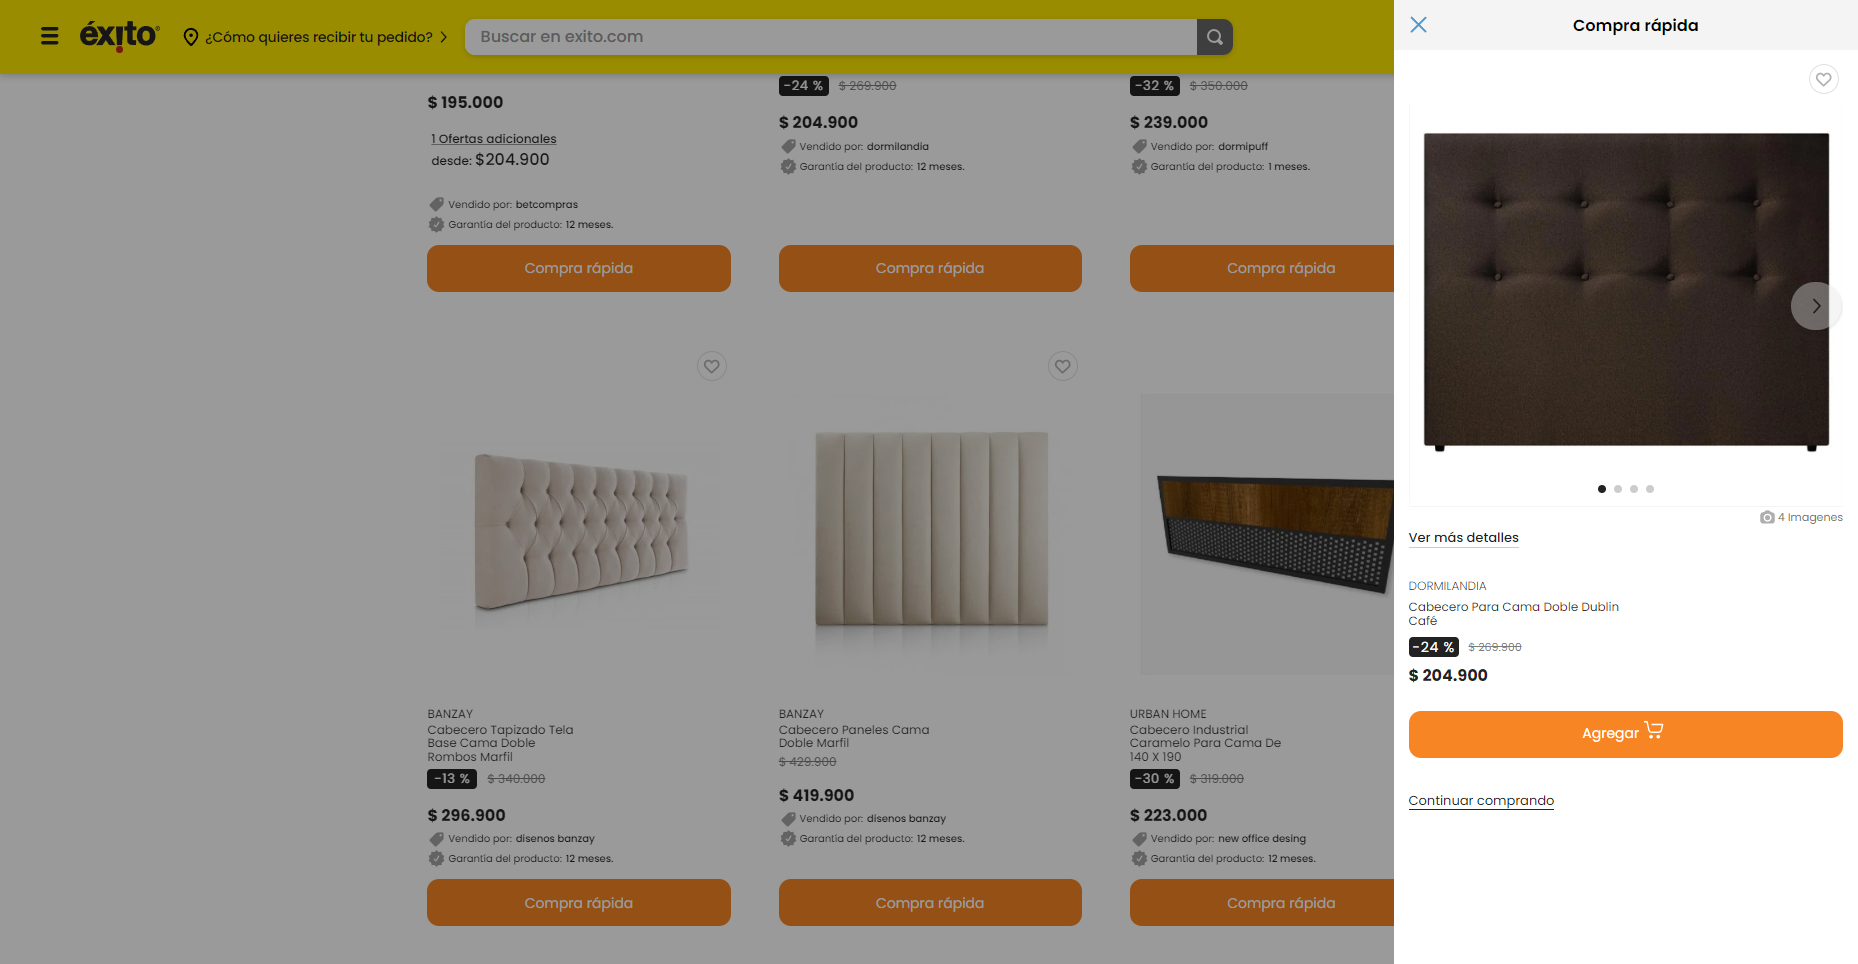 éxito
¿Cómo quieres recibir tu pedido?
Buscar en exito.com
$ 195.000
1 Ofertas adicionales
desde: $204.900
Vendido por: betcompras
Garantía del producto: 12 meses.
Compra rápida
-24 % $ 269.900
$ 204.900
Vendido por: dormilandia
Garantía del producto: 12 meses.
Compra rápida
-32 % $ 350.000
$ 239.000
Vendido por: dormipuff
Garantía del producto: 1 meses.
Compra rápida
BANZAY
Cabecero Tapizado Tela
Base Cama Doble
Rombos Marfil
-13 % $ 340.000
$ 296.900
Vendido por: disenos banzay
Garantía del producto: 12 meses.
Compra rápida
BANZAY
Cabecero Paneles Cama
Doble Marfil
$ 429.900
$ 419.900
Vendido por: disenos banzay
Garantía del producto: 12 meses.
Compra rápida
URBAN HOME
Cabecero Industrial
Caramelo Para Cama De
140 X 190
-30 % $ 319.000
$ 223.000
Vendido por: new office desing
Garantía del producto: 12 meses.
Compra rápida
Compra rápida
4 Imagenes
Ver más detalles
DORMILANDIA
Cabecero Para Cama Doble Dublin
Café
-24 % $ 269.900
$ 204.900
Agregar
Continuar comprando